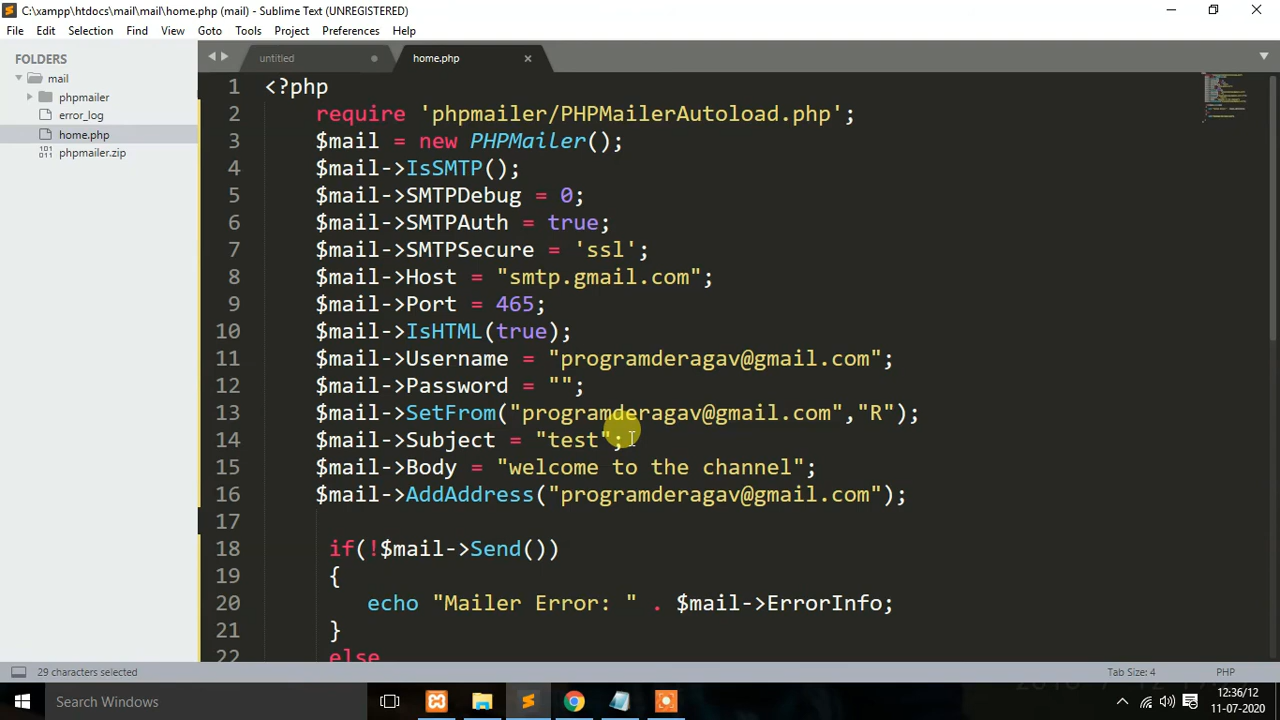 C:\xampp\htdocs\mail\mail\home.php (mail) - Sublime Text (UNREGISTERED)
File Edit Selection Find View Goto Tools Project Preferences Help
FOLDERS
mail
phpmailer
error_log
home.php
phpmailer.zip
untitled
home.php
1 <?php
2 require 'phpmailer/PHPMailerAutoload.php';
3 $mail = new PHPMailer();
4 $mail->IsSMTP();
5 $mail->SMTPDebug = 0;
6 $mail->SMTPAuth = true;
7 $mail->SMTPSecure = 'ssl';
8 $mail->Host = "smtp.gmail.com";
9 $mail->Port = 465;
10 $mail->IsHTML(true);
11 $mail->Username = "programderagav@gmail.com";
12 $mail->Password = "";
13 $mail->SetFrom("programderagav@gmail.com","R");
14 $mail->Subject = "test";
15 $mail->Body = "welcome to the channel";
16 $mail->AddAddress("programderagav@gmail.com");
17
18 if(!$mail->Send())
19 {
20 echo "Mailer Error: " . $mail->ErrorInfo;
21 }
22 else
29 characters selected
Tab Size: 4
PHP
Search Windows
12:36/12
11-07-2020